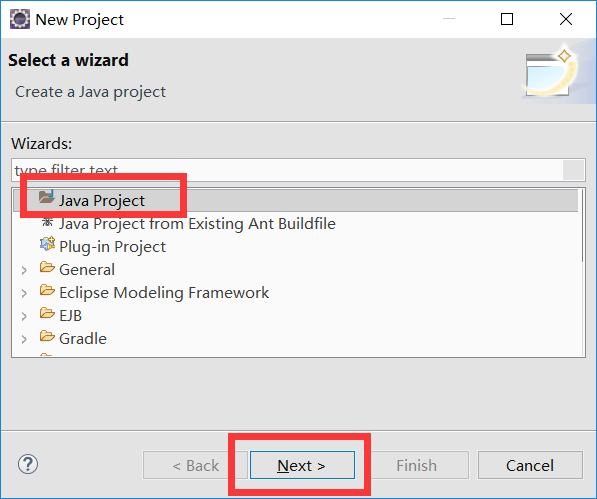 New Project
Select a wizard
Create a Java project
Wizards:
type filter text
Java Project
Java Project from Existing Ant Buildfile
Plug-in Project
General
Eclipse Modeling Framework
EJB
Gradle
< Back Next > Finish Cancel